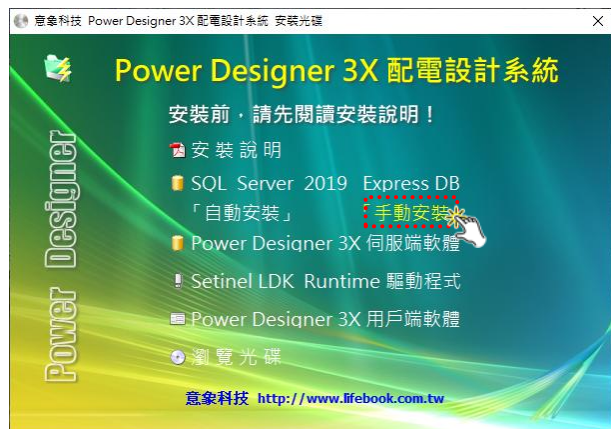 意象科技 Power Designer 3X 配電設計系統 安裝光碟
Power Designer 3X 配電設計系統
安裝前，請先閱讀安裝說明！
安裝說明
SQL Server 2019 Express DB
「自動安裝」 「手動安裝
Power Designer 3X 伺服端軟體
Setinel LDK Runtime 驅動程式
Power Designer 3X 用戶端軟體
瀏覽光碟
意象科技 http://www.lifebook.com.tw
Power Designer